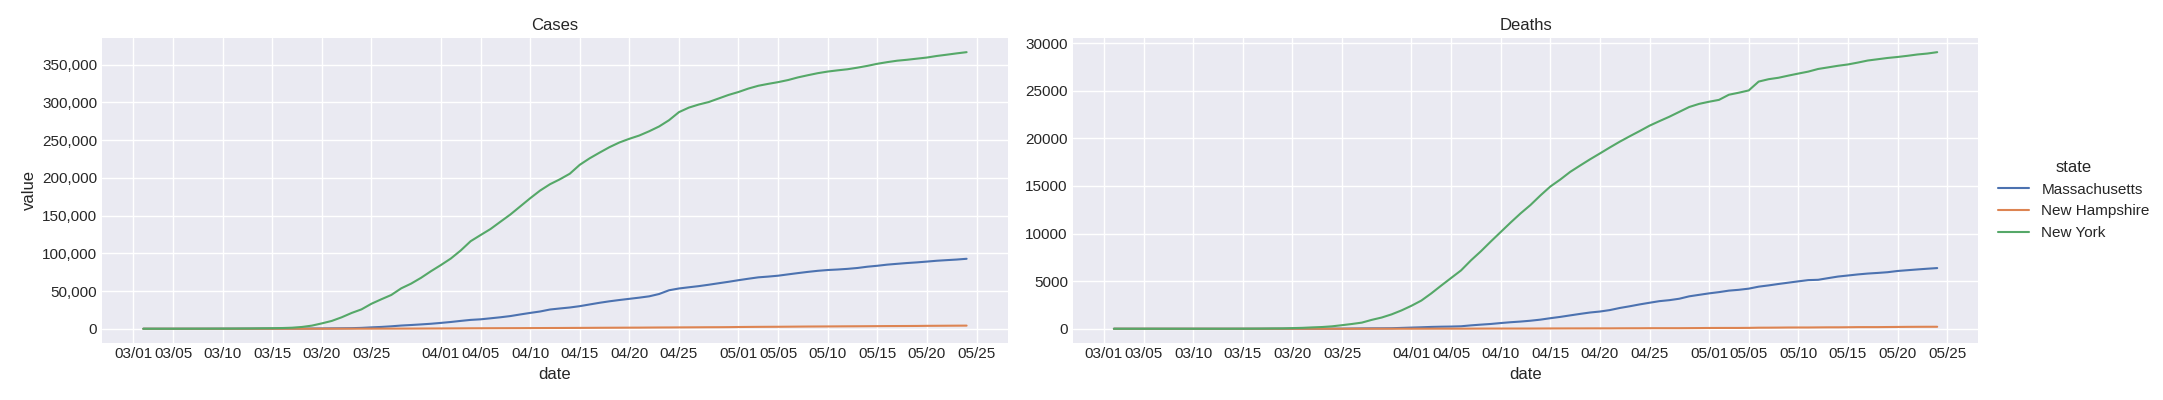 Cases
350,000
300,000
250,000
200,000
150,000
100,000
50,000
0
value
03/01 03/05 03/10 03/15 03/20 03/25 04/01 04/05 04/10 04/15 04/20 04/25 05/01 05/05 05/10 05/15 05/20 05/25
date
Deaths
30000
25000
20000
15000
10000
5000
0
03/01 03/05 03/10 03/15 03/20 03/25 04/01 04/05 04/10 04/15 04/20 04/25 05/01 05/05 05/10 05/15 05/20 05/25
date
state
Massachusetts
New Hampshire
New York